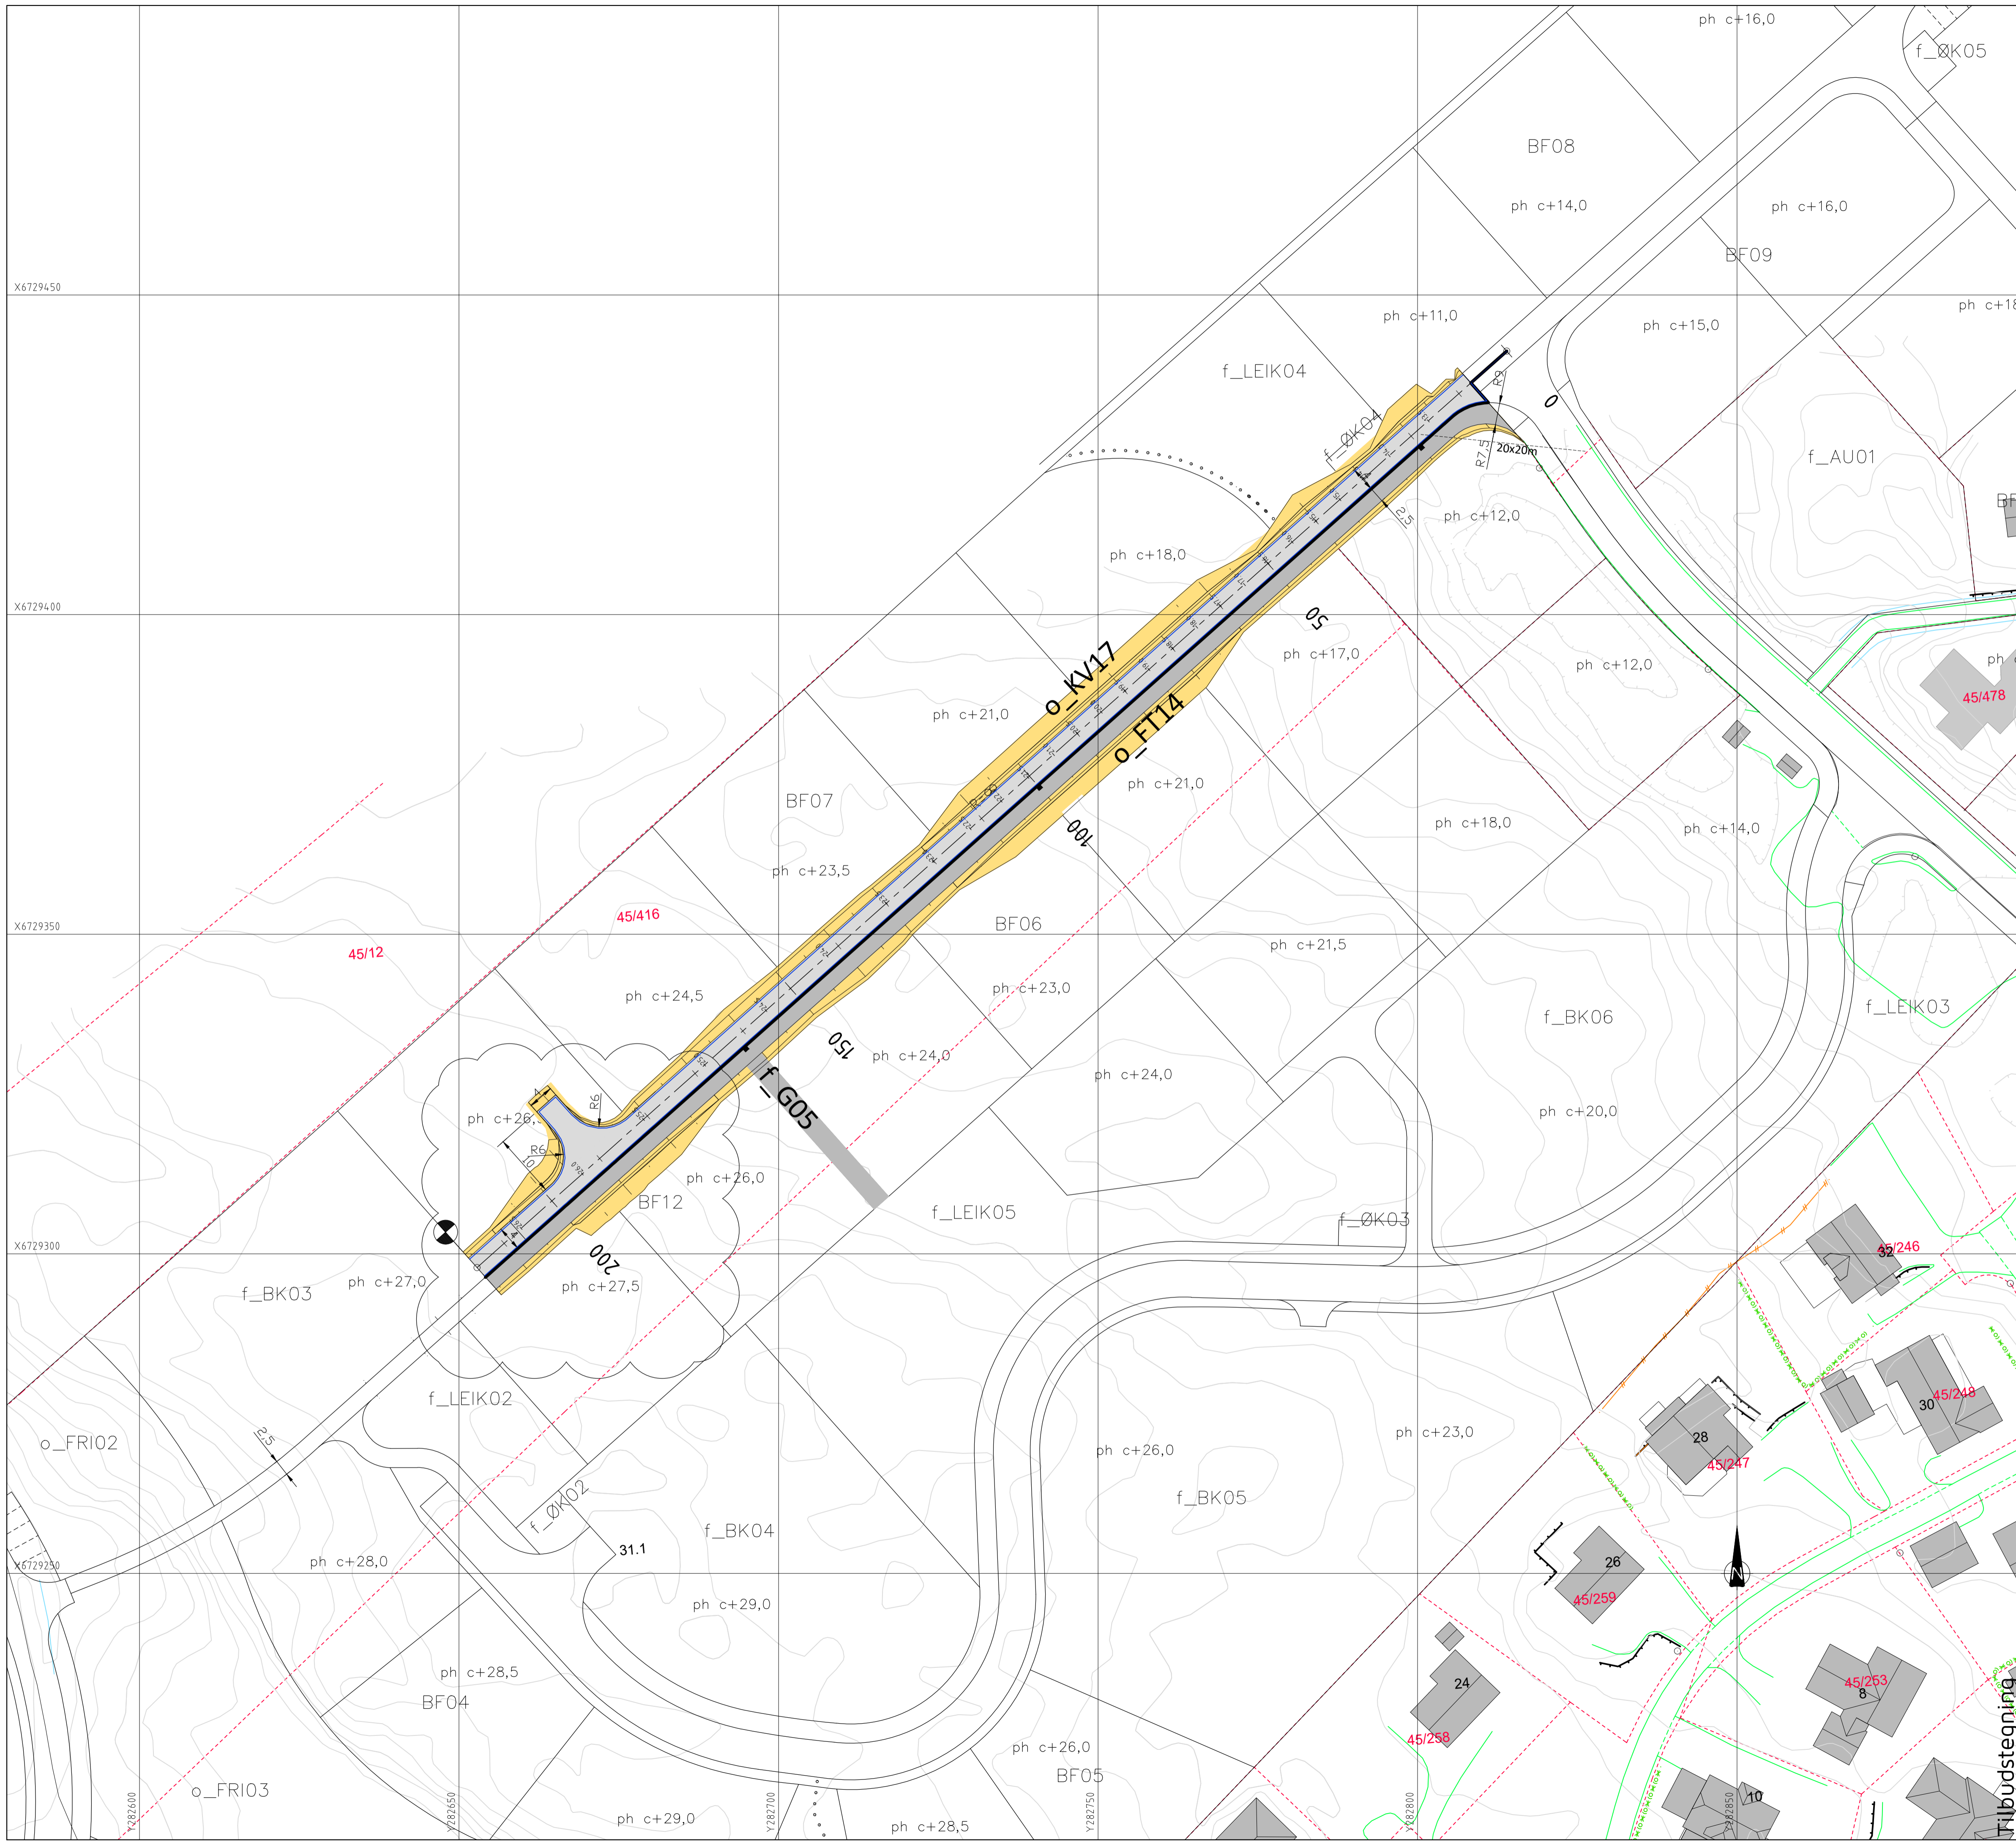 ph c+16,0
f_ØK05
BF08
ph c+14,0
ph c+16,0
BF09
X6729450
ph c+11,0
ph c+15,0
ph c+18
f_LEIK04
R9
0
f_ØK04
R7,5
20x20m
f_AU01
BF
2,5
ph c+12,0
ph c+18,0
X6729400
50
ph c+17,0
ph c+12,0
ph c
o_KV17
45/478
o_FT14
ph c+21,0
ph c+21,0
BF07
100
ph c+18,0
ph c+14,0
ph c+23,5
45/416
BF06
X6729350
45/12
ph c+21,5
ph c+24,5
ph c+23,0
f_LEIK03
f_BK06
150
ph c+24,0
ph c+24,0
f_G05
4
R6
ph c+26,
ph c+20,0
R6
10
ph c+26,0
BF12
f_LEIK05
f_ØK03
4
45/246
32
X6729300
200
ph c+27,0
ph c+27,5
f_BK03
f_LEIK02
45/248
30
2,5
o_FRI02
ph c+26,0
ph c+23,0
28
45/247
f_BK05
f_ØK02
f_BK04
31.1
X6729250
ph c+28,0
26
N
45/259
ph c+29,0
ph c+28,5
BF04
24
45/253
8
45/258
ph c+26,0
BF05
o_FRI03
10
ph c+29,0
ph c+28,5
Y282600
Y282650
Y282700
Y282750
Y282800
Y282850
Tilbudstegning